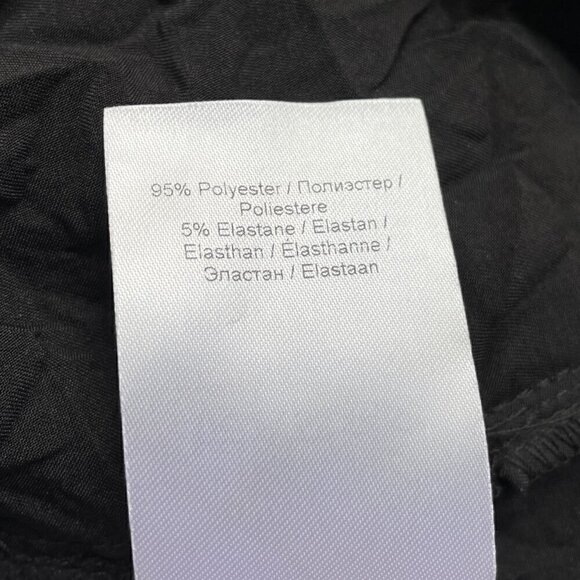 95% Polyester / Полиэстер /
Poliestere
5% Elastane / Elastan /
Elasthan / Élasthanne /
Эластан / Elastaan